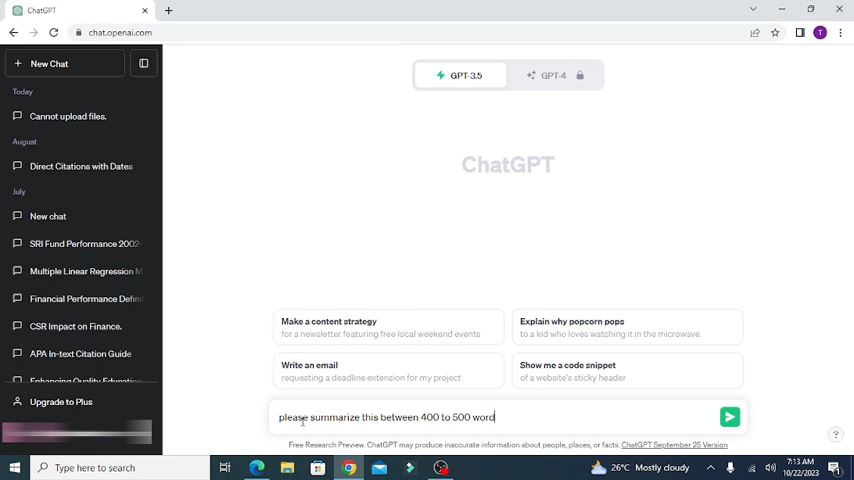 ChatGPT
chat.openai.com
T
New Chat
GPT-3.5
GPT-4
Today
Cannot upload files.
August
Direct Citations with Dates
July
New chat
SRI Fund Performance 2002-
Multiple Linear Regression M
Financial Performance Defini
CSR Impact on Finance.
APA In-text Citation Guide
Enhancing Quality Education
Upgrade to Plus
ChatGPT
Make a content strategy
for a newsletter featuring free local weekend events
Explain why popcorn pops
to a kid who loves watching it in the microwave
Write an email
requesting a deadline extension for my project
Show me a code snippet
of a website's sticky header
please summarize this between 400 to 500 word
Free Research Preview. ChatGPT may produce inaccurate information about people, places, or facts. ChatGPT September 25 Version
?
Type here to search
26°C Mostly cloudy
7:13 AM
10/22/2023